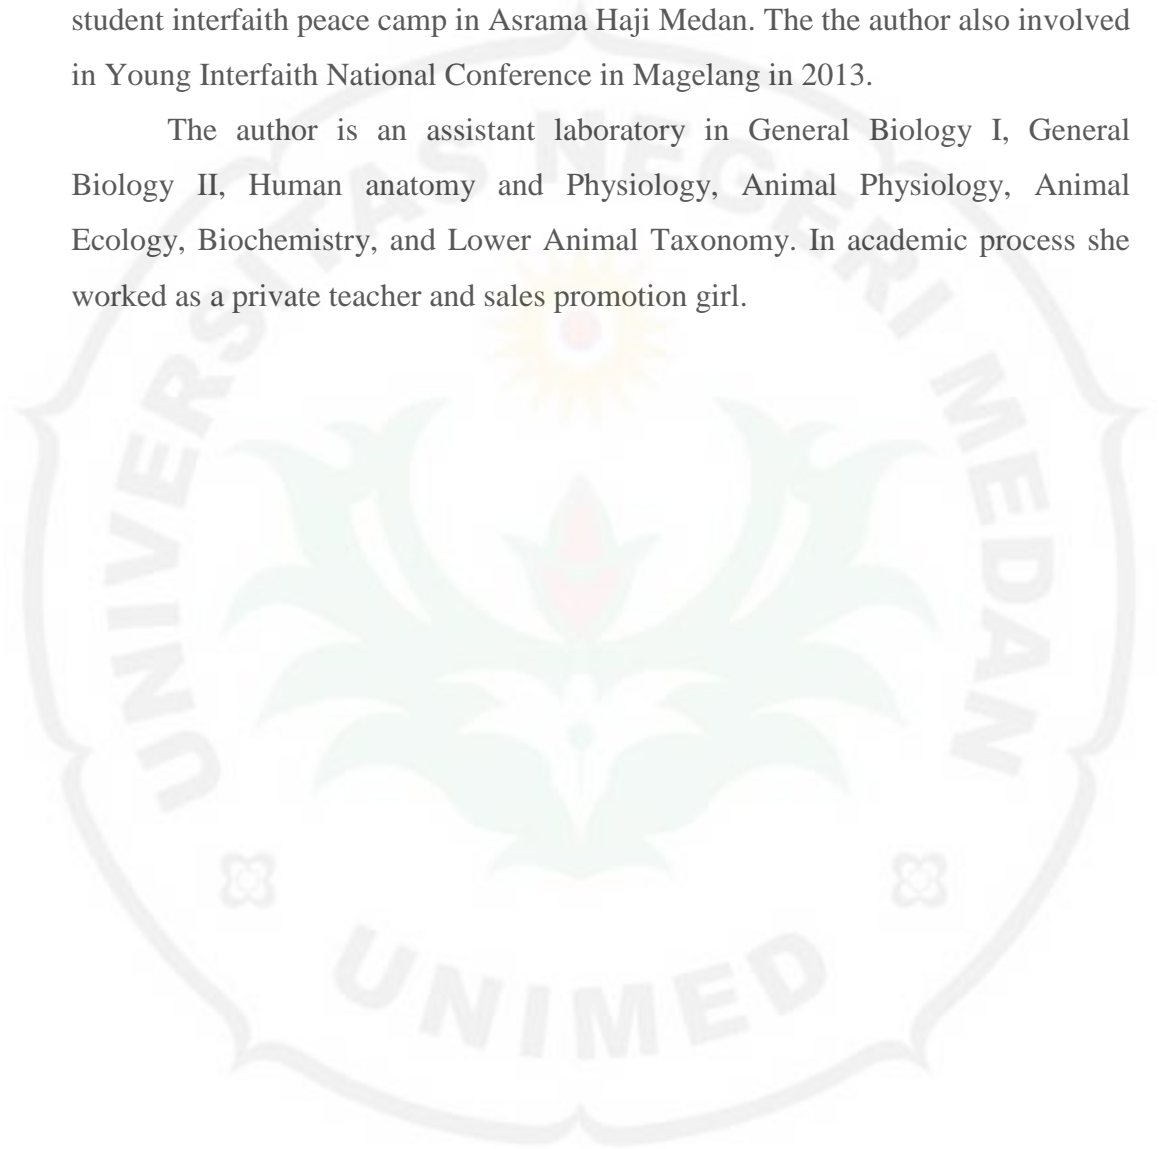 student interfaith peace camp in Asrama Haji Medan. The the author also involved
in Young Interfaith National Conference in Magelang in 2013.
The author is an assistant laboratory in General Biology I, General
Biology II, Human anatomy and Physiology, Animal Physiology, Animal
Ecology, Biochemistry, and Lower Animal Taxonomy. In academic process she
worked as a private teacher and sales promotion girl.
UNIVERSITAS NEGERI MEDAN
UNIMED